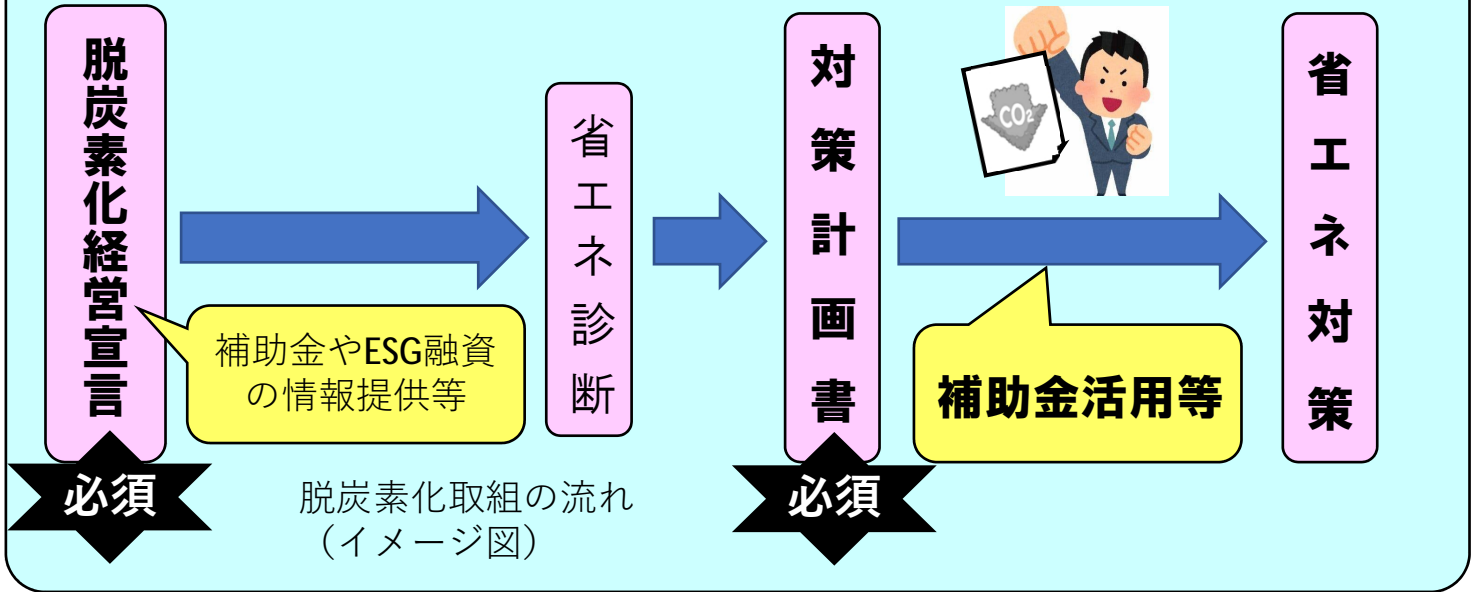 脱炭素化経営宣言
必須
補助金やESG融資
の情報提供等
省エネ診断
対策計画書
必須
CO₂
補助金活用等
省エネ対策
脱炭素化取組の流れ
（イメージ図）